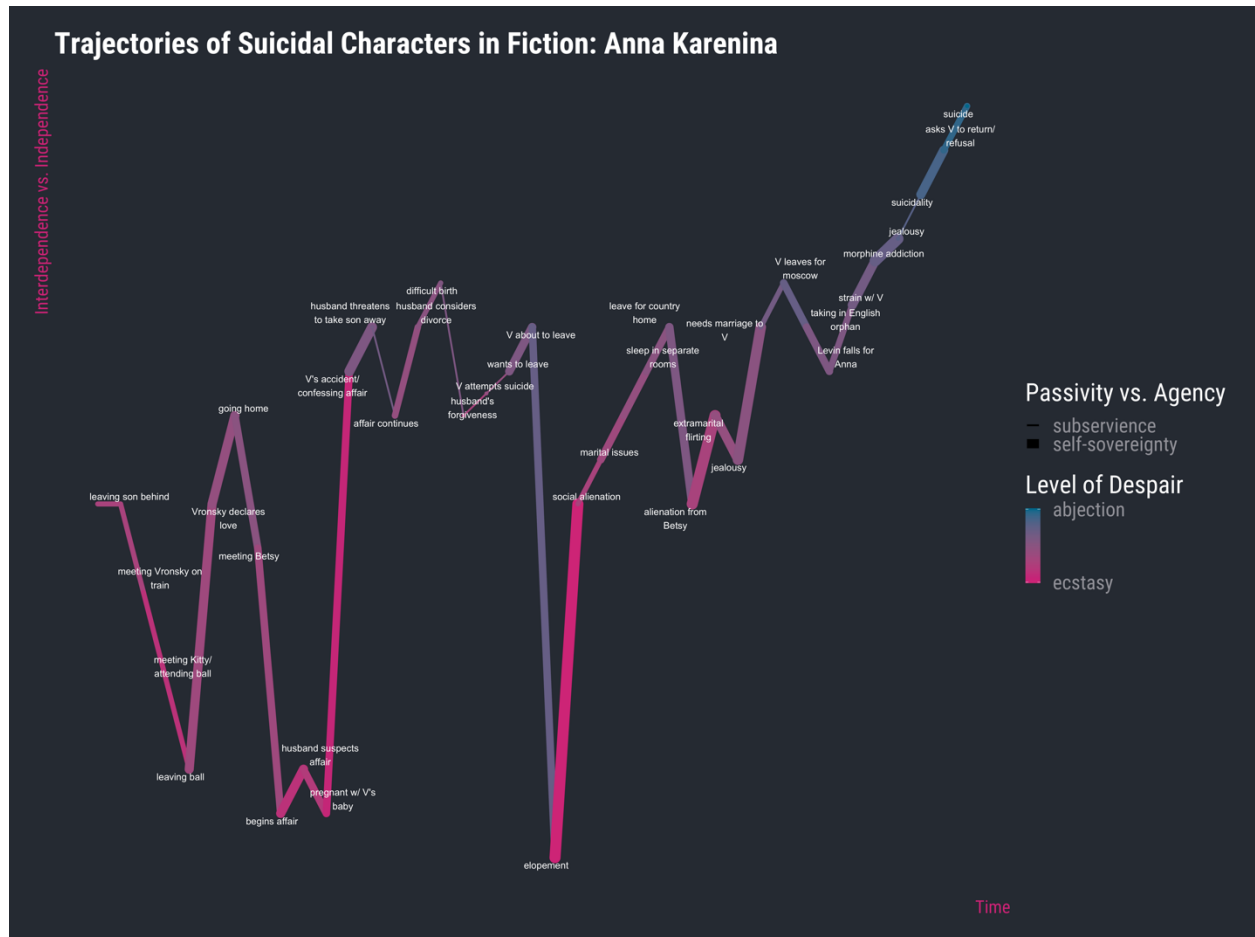 Trajectories of Suicidal Characters in Fiction: Anna Karenina
Interdependence vs. Independence
suicide
asks V to return/
refusal
suicidality
jealousy
morphine addiction
V leaves for
moscow
difficult birth
strain w/ V
husband threatens
to take son away
husband considers
divorce
leave for country
home
taking in English
orphan
needs marriage to
V
V about to leave
sleep in separate
rooms
Levin falls for
Anna
wants to leave
V's accident/
confessing affair
V attempts suicide
husband's
forgiveness
going home
affair continues
extramarital
flirting
marital issues
jealousy
leaving son behind
social alienation
Vronsky declares
love
alienation from
Betsy
meeting Betsy
meeting Vronsky on
train
meeting Kitty/
attending ball
husband suspects
affair
leaving ball
pregnant w/ V's
baby
begins affair
elopement
Time
Passivity vs. Agency
subservience
self-sovereignty
Level of Despair
abjection
ecstasy